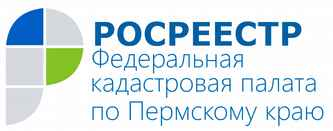 РОСРЕЕСТР
Федеральная
кадастровая палата
по Пермскому краю